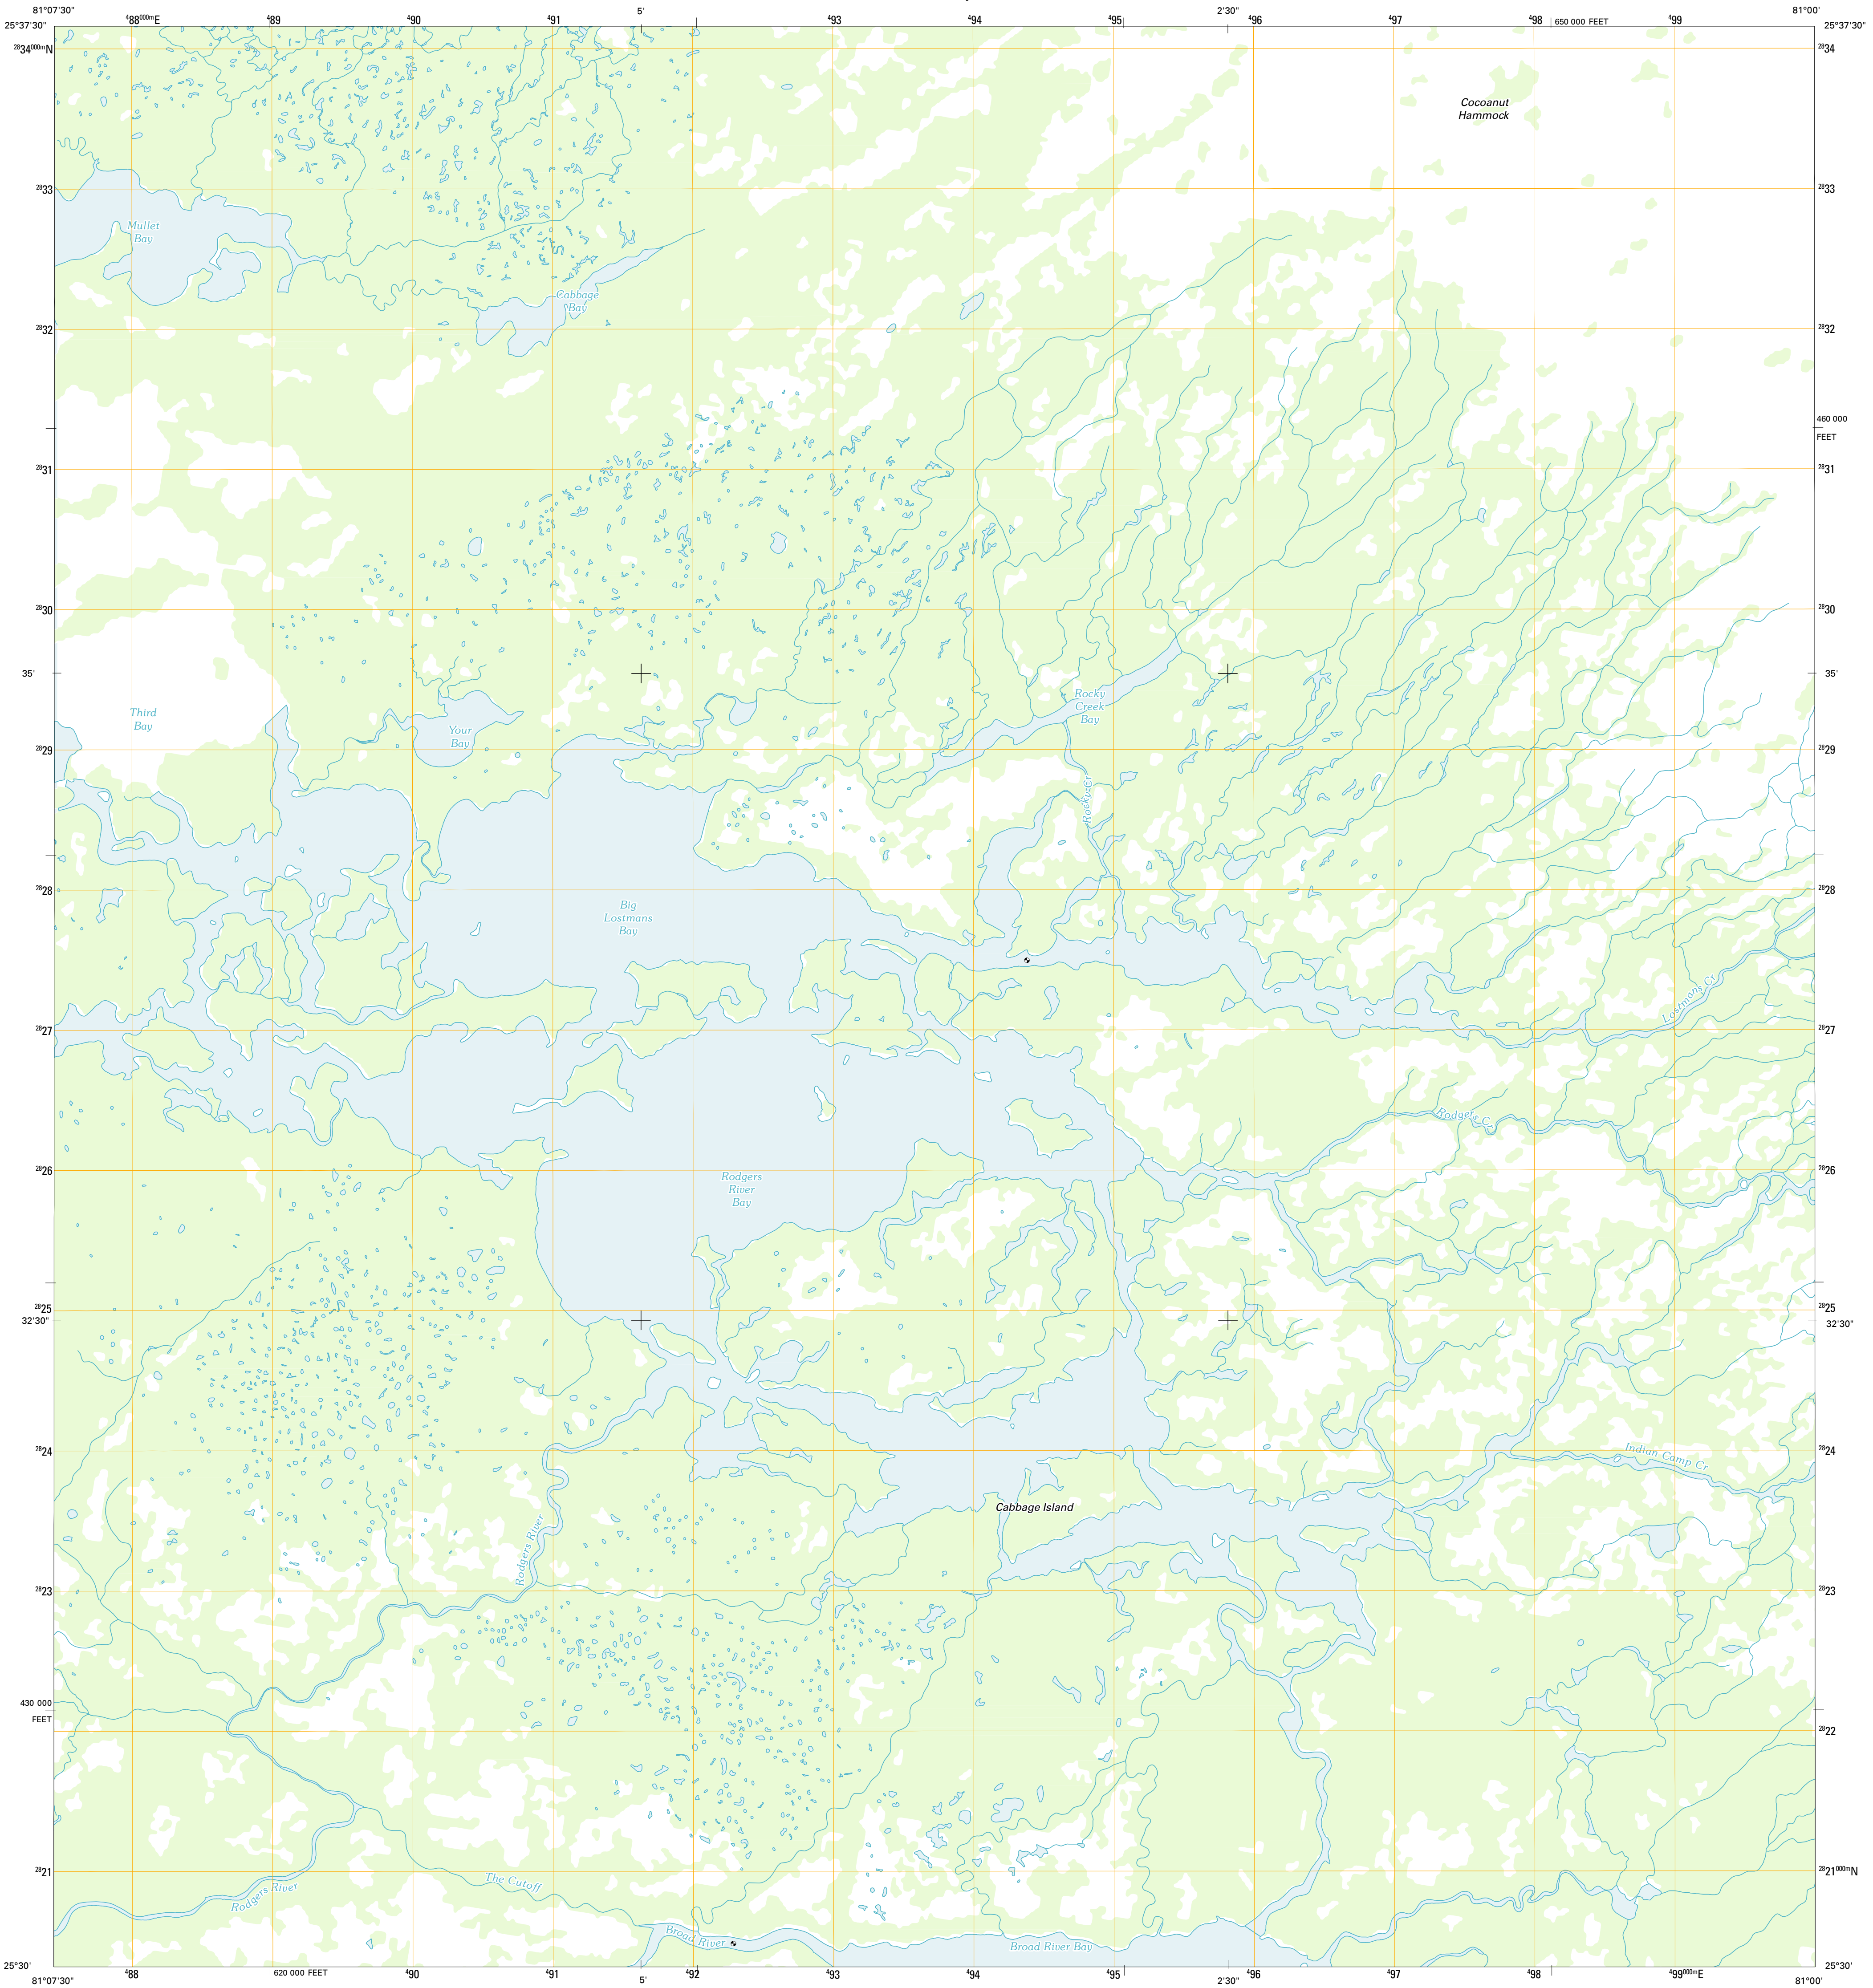 81°07'30" ⁴88⁰⁰⁰ᵐE ⁴89 ⁴90 ⁴91 5' ⁴93 ⁴94 ⁴95 2'30" ⁴96 ⁴97 ⁴98 650 000 FEET ⁴99 81°00'
25°37'30" 25°37'30"
²⁸34⁰⁰⁰ᵐN ²⁸34
Cocoanut
Hammock
²⁸33 ²⁸33
Mullet
Bay
Cabbage
Bay
²⁸32 ²⁸32
460 000
FEET
²⁸31 ²⁸31
²⁸30 ²⁸30
35' 35'
Rocky
Creek
Bay
Third
Bay
Your
Bay
²⁸29 ²⁸29
Rocky Cr
²⁸28 ²⁸28
Big
Lostmans
Bay
Lostmans Cr
²⁸27 ²⁸27
Rodgers Cr
²⁸26 ²⁸26
Rodgers
River
Bay
²⁸25 ²⁸25
32'30" 32'30"
²⁸24 ²⁸24
Indian Camp Cr
Cabbage Island
Rodgers River
²⁸23 ²⁸23
430 000
FEET
²⁸22
²⁸21 ²⁸21⁰⁰⁰ᵐN
The Cutoff
Rodgers River
Broad River
Broad River Bay
25°30' 25°30'
81°07'30" ⁴88 620 000 FEET ⁴90 ⁴91 5' ⁴92 ⁴93 ⁴94 ⁴95 2'30" ⁴96 ⁴97 ⁴98 ⁴99⁰⁰⁰ᵐE 81°00'